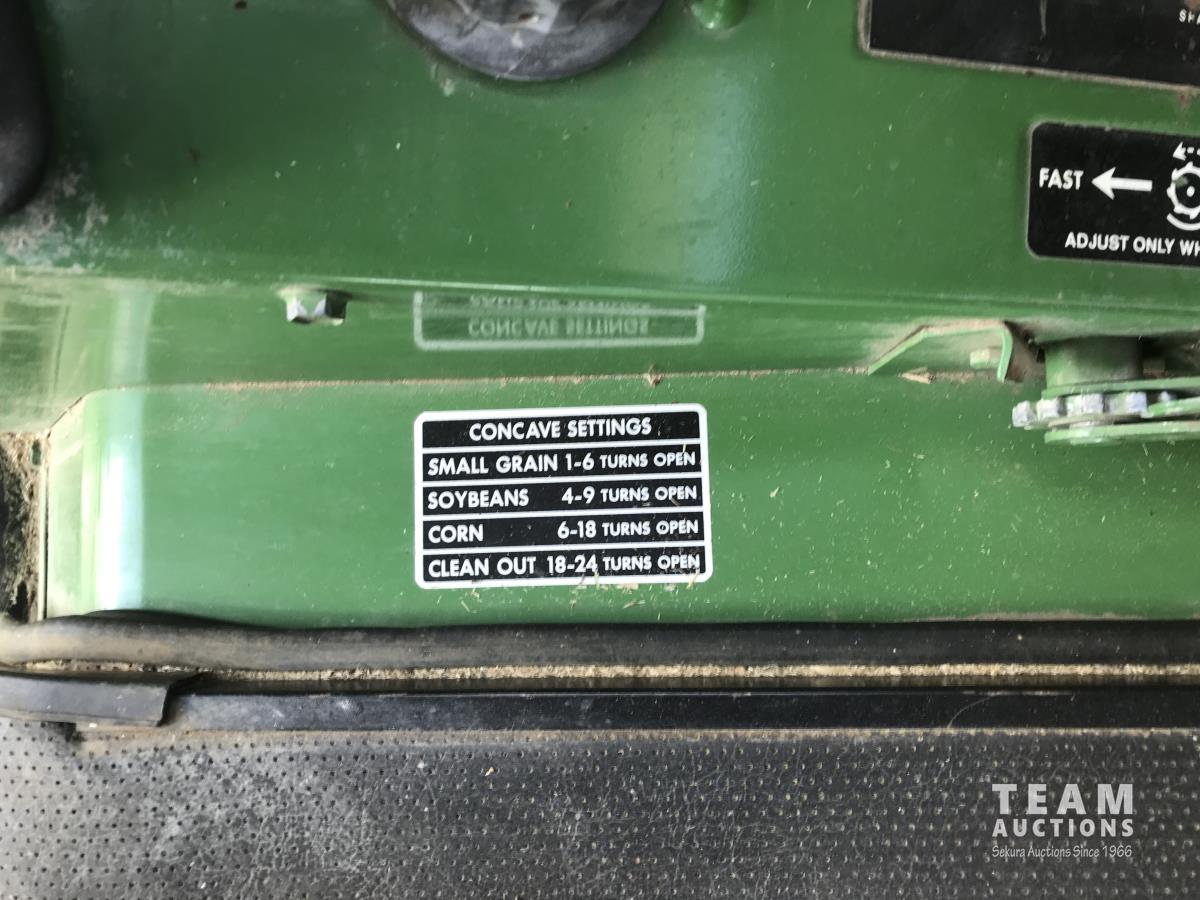 FAST
ADJUST ONLY
CONCAVE SETTINGS
CONCAVE SETTINGS
SMALL GRAIN 1-6 TURNS OPEN
SOYBEANS 4-9 TURNS OPEN
CORN 6-18 TURNS OPEN
CLEAN OUT 18-24 TURNS OPEN
TEAM
AUCTIONS
Sekura Auctions Since 1966